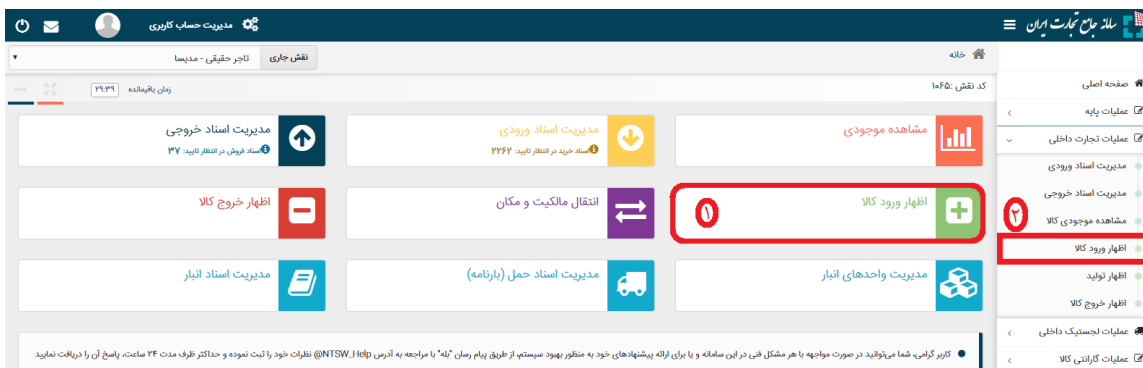 سامانه جامع تجارت ایران
مدیریت حساب کاربری
خانه
نقش جاری
تاجر حقیقی - مدیسا
کد نقش :۱۰۶۵
زمان باقیمانده ۲۹:۳۹
صفحه اصلی
عملیات پایه
عملیات تجارت داخلی
مدیریت اسناد ورودی
مدیریت اسناد خروجی
مشاهده موجودی کالا
اظهار ورود کالا
اظهار تولید
اظهار خروج کالا
عملیات لجستیک داخلی
عملیات گارانتی کالا
۲
مشاهده موجودی
مدیریت اسناد ورودی
اسناد خرید در انتظار تایید: ۲۲۶۲
مدیریت اسناد خروجی
اسناد فروش در انتظار تایید: ۳۷
اظهار ورود کالا
۱
انتقال مالکیت و مکان
اظهار خروج کالا
مدیریت واحدهای انبار
مدیریت اسناد حمل (بارنامه)
مدیریت اسناد انبار
کاربر گرامی، شما می‌توانید در صورت مواجهه با هر مشکل فنی در این سامانه و یا برای ارائه پیشنهادهای خود به منظور بهبود سیستم، از طریق پیام رسان "بله" با مراجعه به آدرس NTSW_Help@ نظرات خود را ثبت نموده و حداکثر ظرف مدت ۲۴ ساعت، پاسخ آن را دریافت نمایید